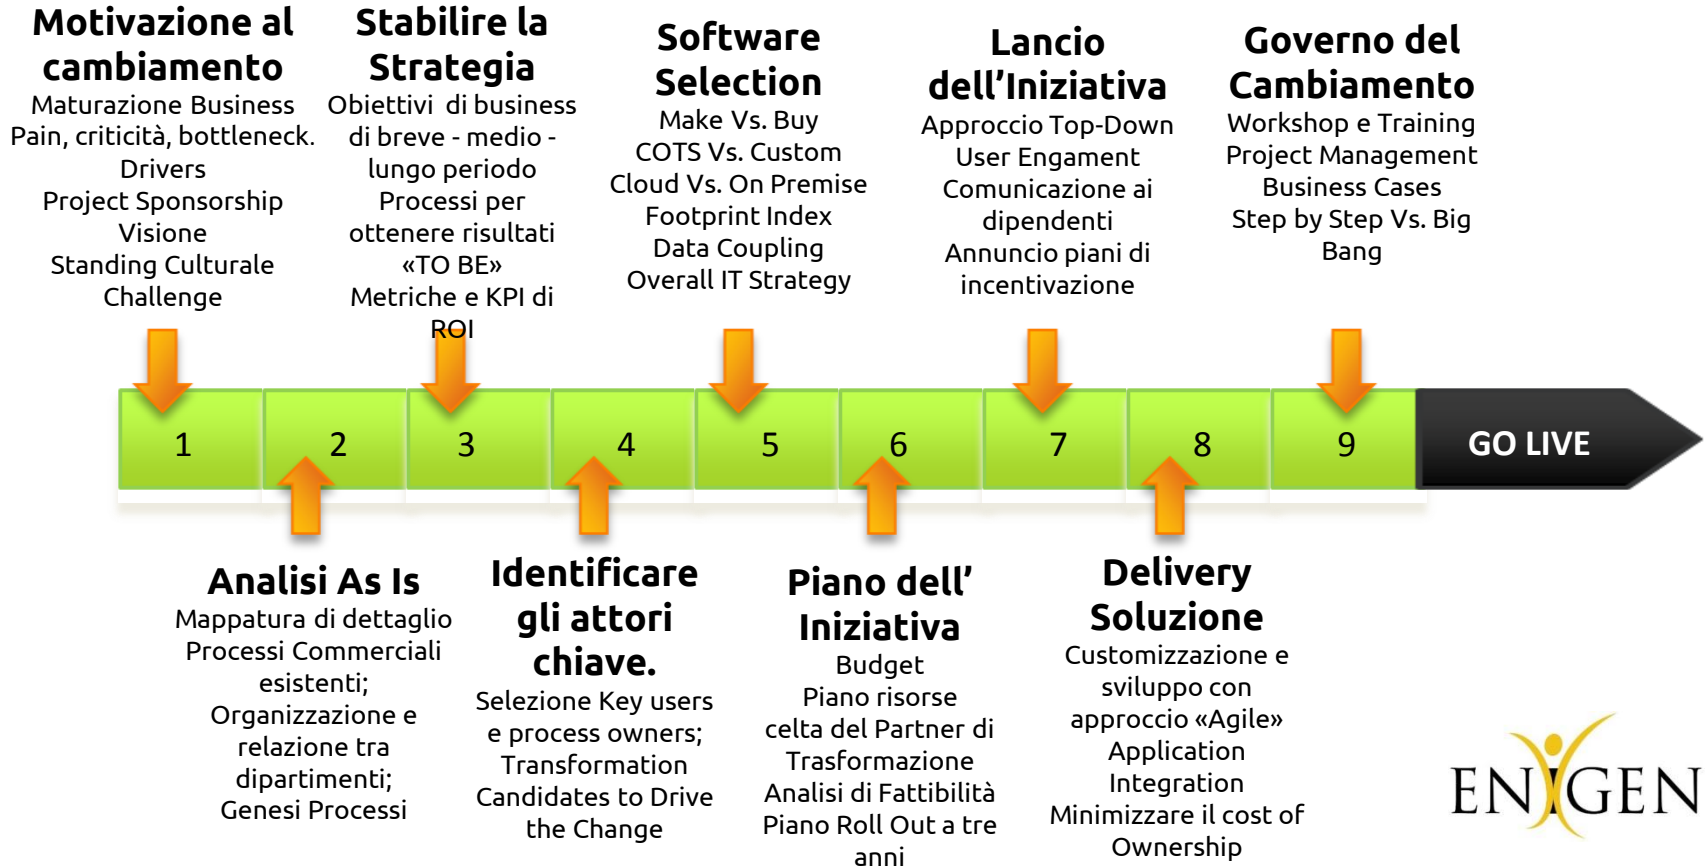 Motivazione al
cambiamento
Maturazione Business
Pain, criticità, bottleneck.
Drivers
Project Sponsorship
Visione
Standing Culturale
Challenge
Stabilire la
Strategia
Obiettivi di business
di breve - medio -
lungo periodo
Processi per
ottenere risultati
«TO BE»
Metriche e KPI di
ROI
Software
Selection
Make Vs. Buy
COTS Vs. Custom
Cloud Vs. On Premise
Footprint Index
Data Coupling
Overall IT Strategy
Lancio
dell’Iniziativa
Approccio Top-Down
User Engament
Comunicazione ai
dipendenti
Annuncio piani di
incentivazione
Governo del
Cambiamento
Workshop e Training
Project Management
Business Cases
Step by Step Vs. Big
Bang
1
2
3
4
5
6
7
8
9
GO LIVE
Analisi As Is
Mappatura di dettaglio
Processi Commerciali
esistenti;
Organizzazione e
relazione tra
dipartimenti;
Genesi Processi
Identificare
gli attori
chiave.
Selezione Key users
e process owners;
Transformation
Candidates to Drive
the Change
Piano dell’
Iniziativa
Budget
Piano risorse
celta del Partner di
Trasformazione
Analisi di Fattibilità
Piano Roll Out a tre
anni
Delivery
Soluzione
Customizzazione e
sviluppo con
approccio «Agile»
Application
Integration
Minimizzare il cost of
Ownership
ENIGEN